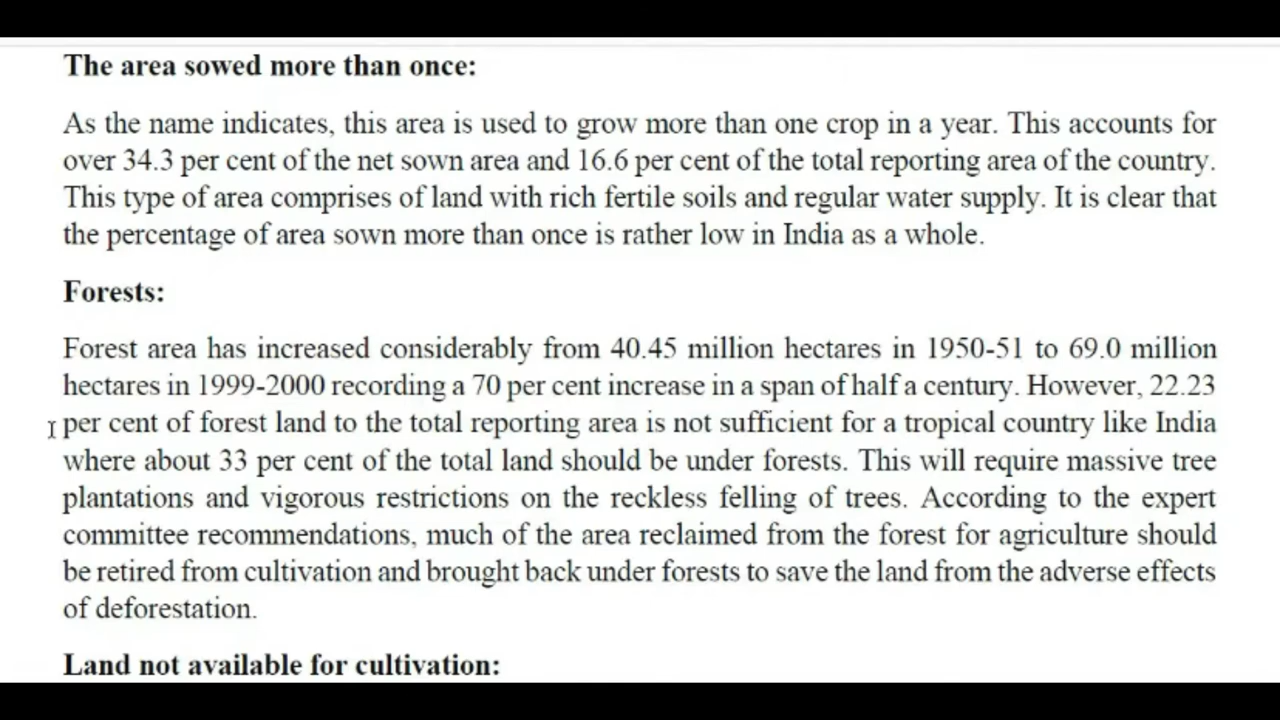 The area sowed more than once:
As the name indicates, this area is used to grow more than one crop in a year. This accounts for
over 34.3 per cent of the net sown area and 16.6 per cent of the total reporting area of the country.
This type of area comprises of land with rich fertile soils and regular water supply. It is clear that
the percentage of area sown more than once is rather low in India as a whole.
Forests:
Forest area has increased considerably from 40.45 million hectares in 1950-51 to 69.0 million
hectares in 1999-2000 recording a 70 per cent increase in a span of half a century. However, 22.23
per cent of forest land to the total reporting area is not sufficient for a tropical country like India
where about 33 per cent of the total land should be under forests. This will require massive tree
plantations and vigorous restrictions on the reckless felling of trees. According to the expert
committee recommendations, much of the area reclaimed from the forest for agriculture should
be retired from cultivation and brought back under forests to save the land from the adverse effects
of deforestation.
Land not available for cultivation: